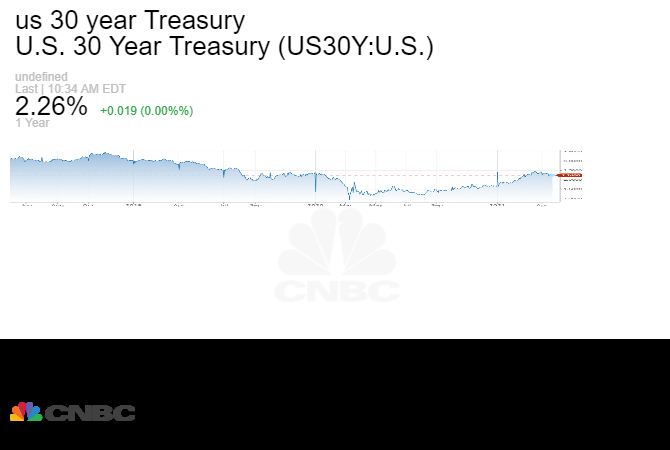 us 30 year Treasury
U.S. 30 Year Treasury (US30Y:U.S.)
undefined
Last | 10:34 AM EDT
2.26% +0.019 (0.00%%)
1 Year
CNBC
CNBC